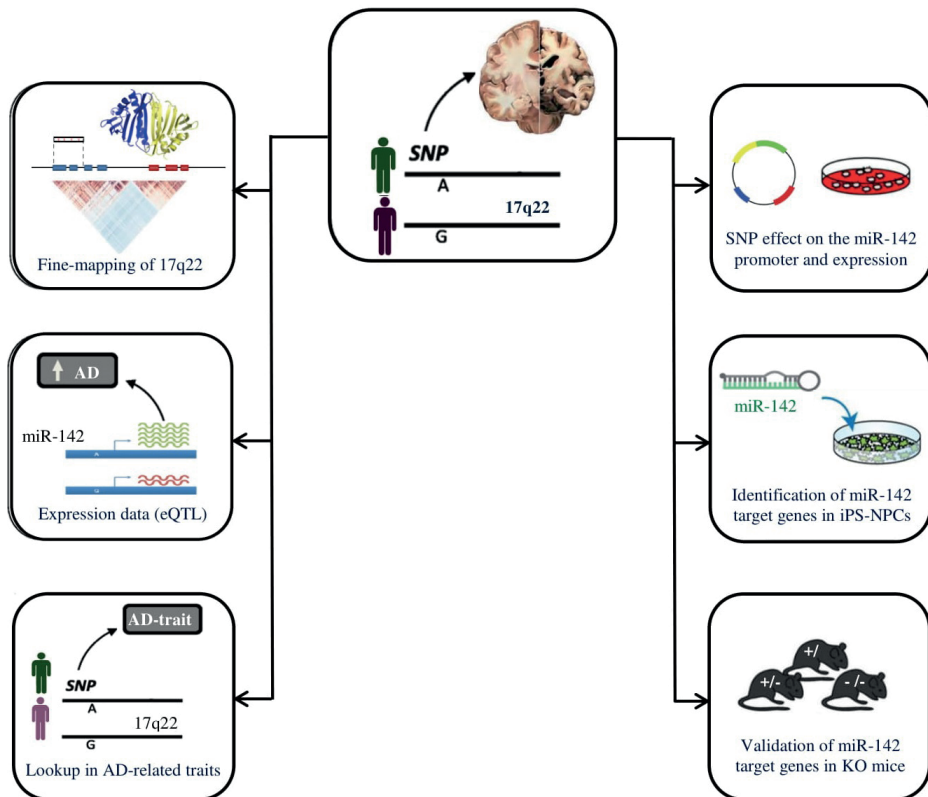 SNP
A
17q22
G
Fine-mapping of 17q22
AD
miR-142
A
G
Expression data (eQTL)
AD-trait
SNP
A
17q22
G
Lookup in AD-related traits
SNP effect on the miR-142
promoter and expression
miR-142
Identification of miR-142
target genes in iPS-NPCs
+/
+/-
- /-
Validation of miR-142
target genes in KO mice